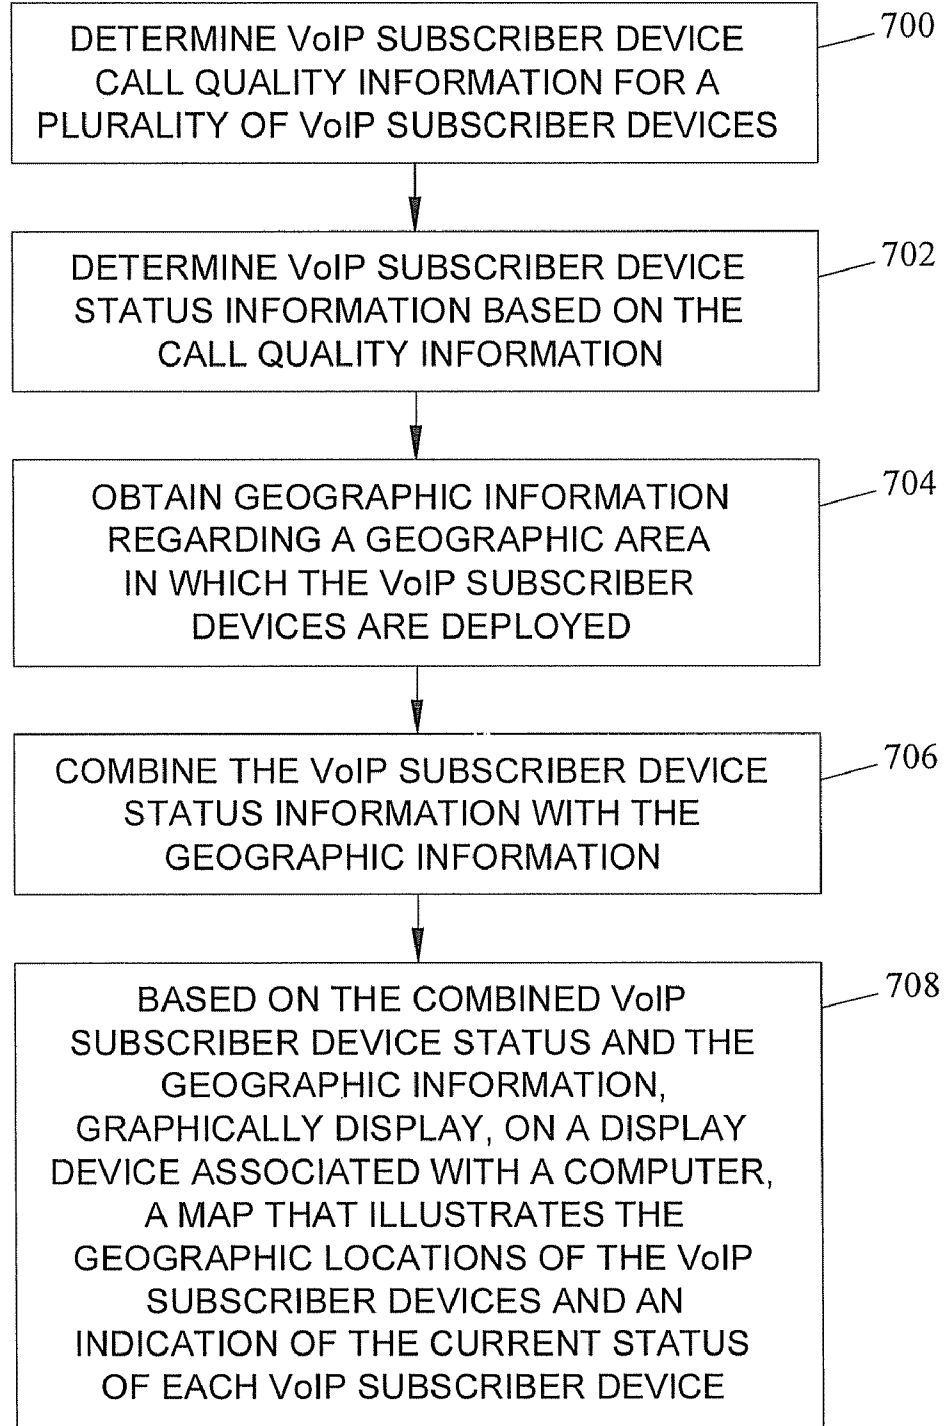 DETERMINE VoIP SUBSCRIBER DEVICE
CALL QUALITY INFORMATION FOR A
PLURALITY OF VoIP SUBSCRIBER DEVICES
700
DETERMINE VoIP SUBSCRIBER DEVICE
STATUS INFORMATION BASED ON THE
CALL QUALITY INFORMATION
702
OBTAIN GEOGRAPHIC INFORMATION
REGARDING A GEOGRAPHIC AREA
IN WHICH THE VoIP SUBSCRIBER
DEVICES ARE DEPLOYED
704
COMBINE THE VoIP SUBSCRIBER DEVICE
STATUS INFORMATION WITH THE
GEOGRAPHIC INFORMATION
706
BASED ON THE COMBINED VoIP
SUBSCRIBER DEVICE STATUS AND THE
GEOGRAPHIC INFORMATION,
GRAPHICALLY DISPLAY, ON A DISPLAY
DEVICE ASSOCIATED WITH A COMPUTER,
A MAP THAT ILLUSTRATES THE
GEOGRAPHIC LOCATIONS OF THE VoIP
SUBSCRIBER DEVICES AND AN
INDICATION OF THE CURRENT STATUS
OF EACH VoIP SUBSCRIBER DEVICE
708